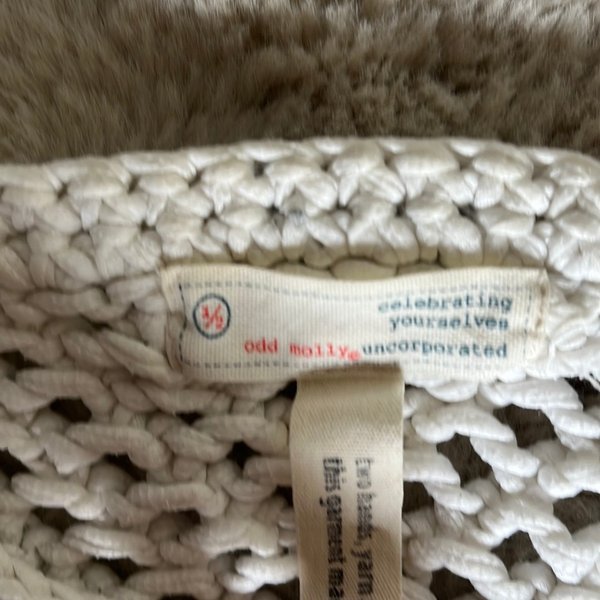 1/2
celebrating
yourselves
odd molly® uncorporated
two hands, yarn
this garment ma